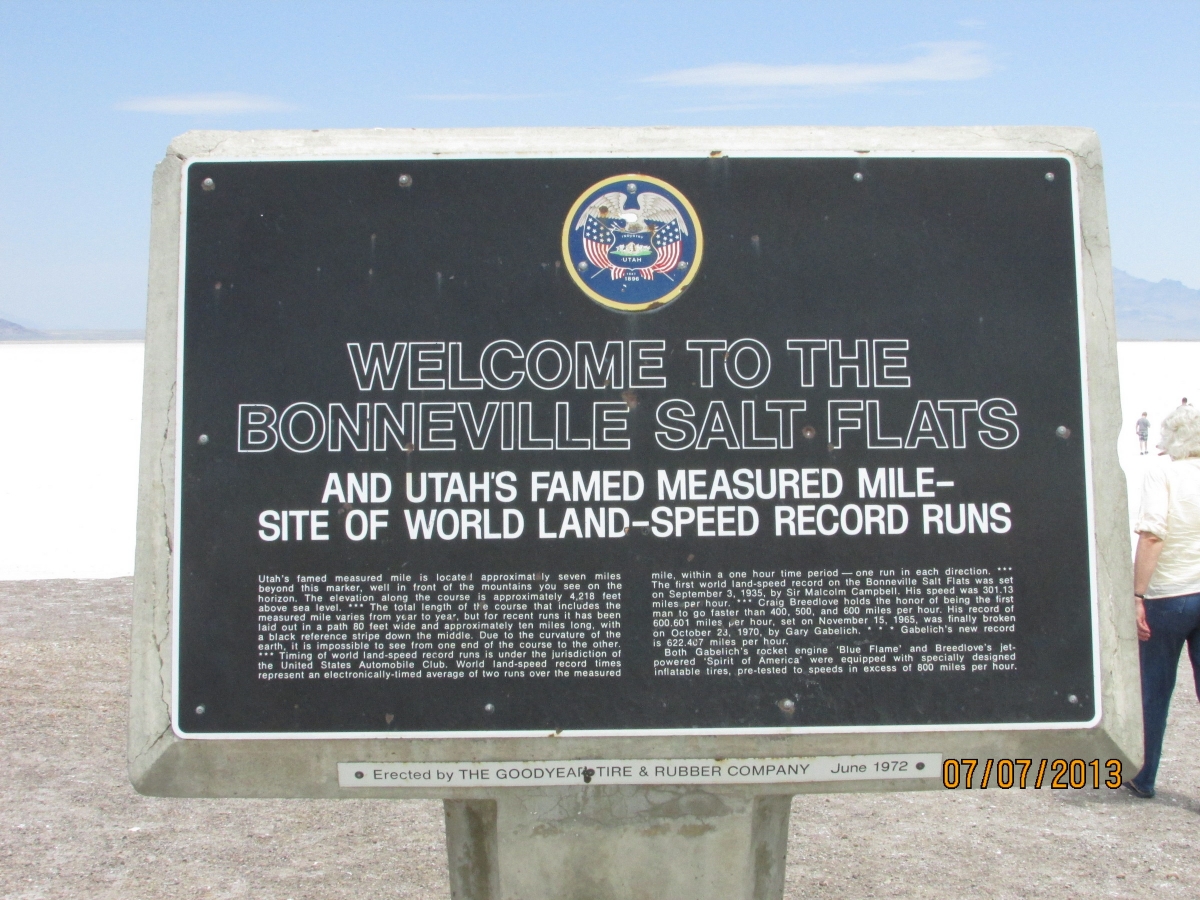 INDUSTRY
UTAH
1896
WELCOME TO THE
BONNEVILLE SALT FLATS
AND UTAH'S FAMED MEASURED MILE-
SITE OF WORLD LAND-SPEED RECORD RUNS
Utah's famed measured mile is located approximately seven miles
beyond this marker, well in front of the mountains you see on the
horizon. The elevation along the course is approximately 4,218 feet
above sea level. *** The total length of the course that includes the
measured mile varies from year to year, but for recent runs it has been
laid out in a path 80 feet wide and approximately ten miles long, with
a black reference stripe down the middle. Due to the curvature of the
earth, it is impossible to see from one end of the course to the other.
*** Timing of world land-speed record runs is under the jurisdiction of
the United States Automobile Club. World land-speed record times
represent an electronically-timed average of two runs over the measured
mile, within a one hour time period — one run in each direction. ***
The first world land-speed record on the Bonneville Salt Flats was set
on September 3, 1935, by Sir Malcolm Campbell. His speed was 301.13
miles per hour. *** Craig Breedlove holds the honor of being the first
man to go faster than 400, 500, and 600 miles per hour. His record of
600.601 miles per hour, set on November 15, 1965, was finally broken
on October 23, 1970, by Gary Gabelich. * * * Gabelich's new record
is 622.407 miles per hour.
Both Gabelich's rocket engine 'Blue Flame' and Breedlove's jet-
powered 'Spirit of America' were equipped with specially designed
inflatable tires, pre-tested to speeds in excess of 800 miles per hour.
Erected by THE GOODYEAR TIRE & RUBBER COMPANY June 1972
07/07/2013